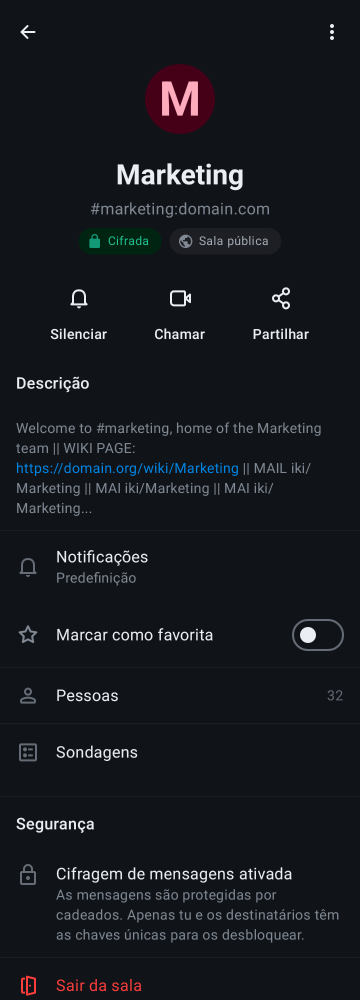 M
Marketing
#marketing:domain.com
Cifrada
Sala pública
Silenciar
Chamar
Partilhar
Descrição
Welcome to #marketing, home of the Marketing
team || WIKI PAGE:
https://domain.org/wiki/Marketing || MAIL iki/
Marketing || MAI iki/Marketing || MAI iki/
Marketing...
Notificações
Predefinição
Marcar como favorita
Pessoas
32
Sondagens
Segurança
Cifragem de mensagens ativada
As mensagens são protegidas por
cadeados. Apenas tu e os destinatários têm
as chaves únicas para os desbloquear.
Sair da sala